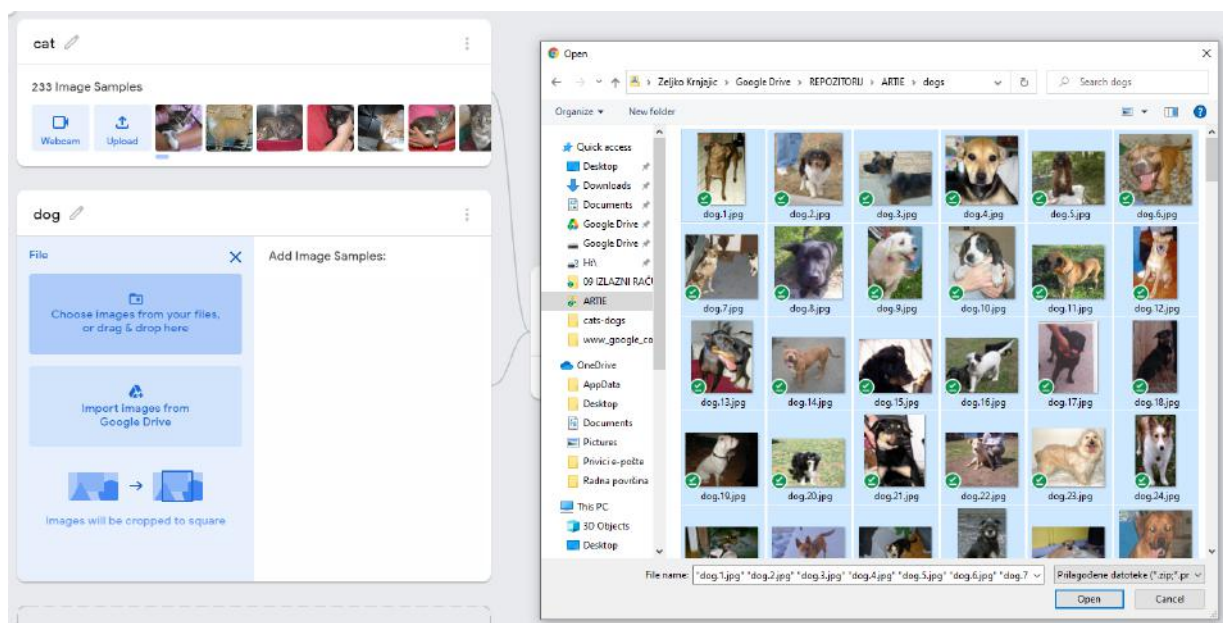 cat
233 Image Samples
Webcam
Upload
dog
File
Choose images from your files,
or drag & drop here
Import images from
Google Drive
Images will be cropped to square
Add Image Samples:
Open
Zeljko Krnjajic › Google Drive › REPOZITORIJ › ARTIE › dogs
Search dogs
Organize
New folder
Quick access
Desktop
Downloads
Documents
Google Drive
Google Drive
09 IZLAZNI RAČ
ARTIE
cats-dogs
www_google_co
OneDrive
AppData
Desktop
Documents
Pictures
Privici e-pošte
Radna površina
This PC
3D Objects
Desktop
dog.1.jpg dog.2.jpg dog.3.jpg dog.4.jpg dog.5.jpg dog.6.jpg
dog.7.jpg dog.8.jpg dog.9.jpg dog.10.jpg dog.11.jpg dog.12.jpg
dog.13.jpg dog.14.jpg dog.15.jpg dog.16.jpg dog.17.jpg dog.18.jpg
dog.19.jpg dog.20.jpg dog.21.jpg dog.22.jpg dog.23.jpg dog.24.jpg
File name: "dog.1.jpg" "dog.2.jpg" "dog.3.jpg" "dog.4.jpg" "dog.5.jpg" "dog.6.jpg" "dog.7
Prilagođene datoteke (*.zip;*.pr
Open
Cancel